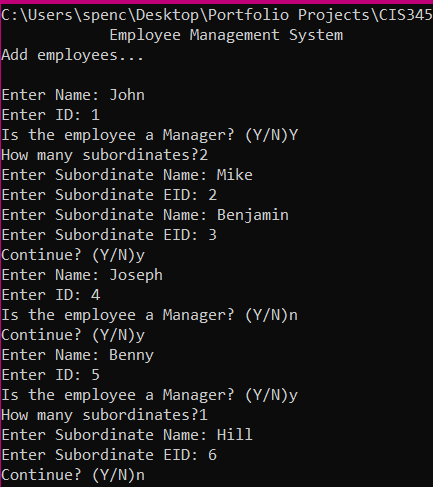 C:\Users\spenc\Desktop\Portfolio Projects\CIS345
Employee Management System
Add employees...
Enter Name: John
Enter ID: 1
Is the employee a Manager? (Y/N)Y
How many subordinates?2
Enter Subordinate Name: Mike
Enter Subordinate EID: 2
Enter Subordinate Name: Benjamin
Enter Subordinate EID: 3
Continue? (Y/N)y
Enter Name: Joseph
Enter ID: 4
Is the employee a Manager? (Y/N)n
Continue? (Y/N)y
Enter Name: Benny
Enter ID: 5
Is the employee a Manager? (Y/N)y
How many subordinates?1
Enter Subordinate Name: Hill
Enter Subordinate EID: 6
Continue? (Y/N)n